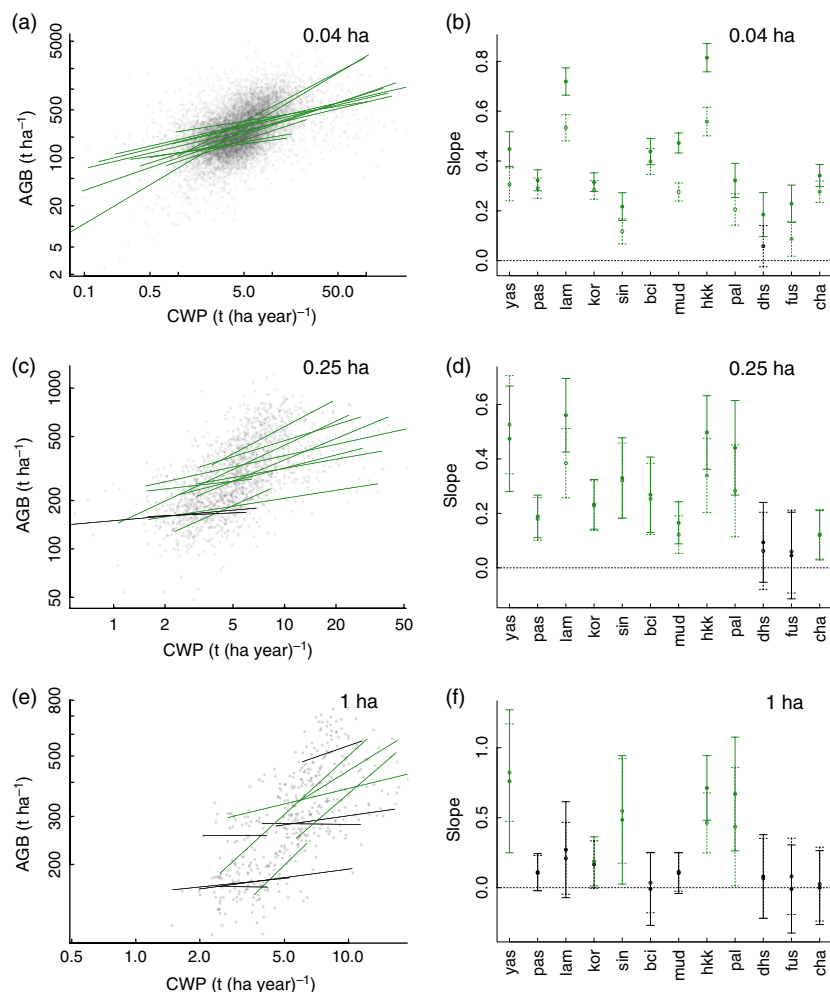 (a)
0.04 ha
AGB (t ha⁻¹)
5000
500
100
20
5
2
0.1
0.5
5.0
50.0
CWP (t (ha year)⁻¹)
(b)
0.04 ha
Slope
0.8
0.6
0.4
0.2
0.0
yas
pas
lam
kor
sin
bci
mud
hkk
pal
dhs
fus
cha
(c)
0.25 ha
AGB (t ha⁻¹)
1000
500
200
100
50
1
2
5
10
20
50
CWP (t (ha year)⁻¹)
(d)
0.25 ha
Slope
0.6
0.4
0.2
0.0
yas
pas
lam
kor
sin
bci
mud
hkk
pal
dhs
fus
cha
(e)
1 ha
AGB (t ha⁻¹)
800
500
300
200
0.5
1.0
2.0
5.0
10.0
CWP (t (ha year)⁻¹)
(f)
1 ha
Slope
1.0
0.5
0.0
yas
pas
lam
kor
sin
bci
mud
hkk
pal
dhs
fus
cha